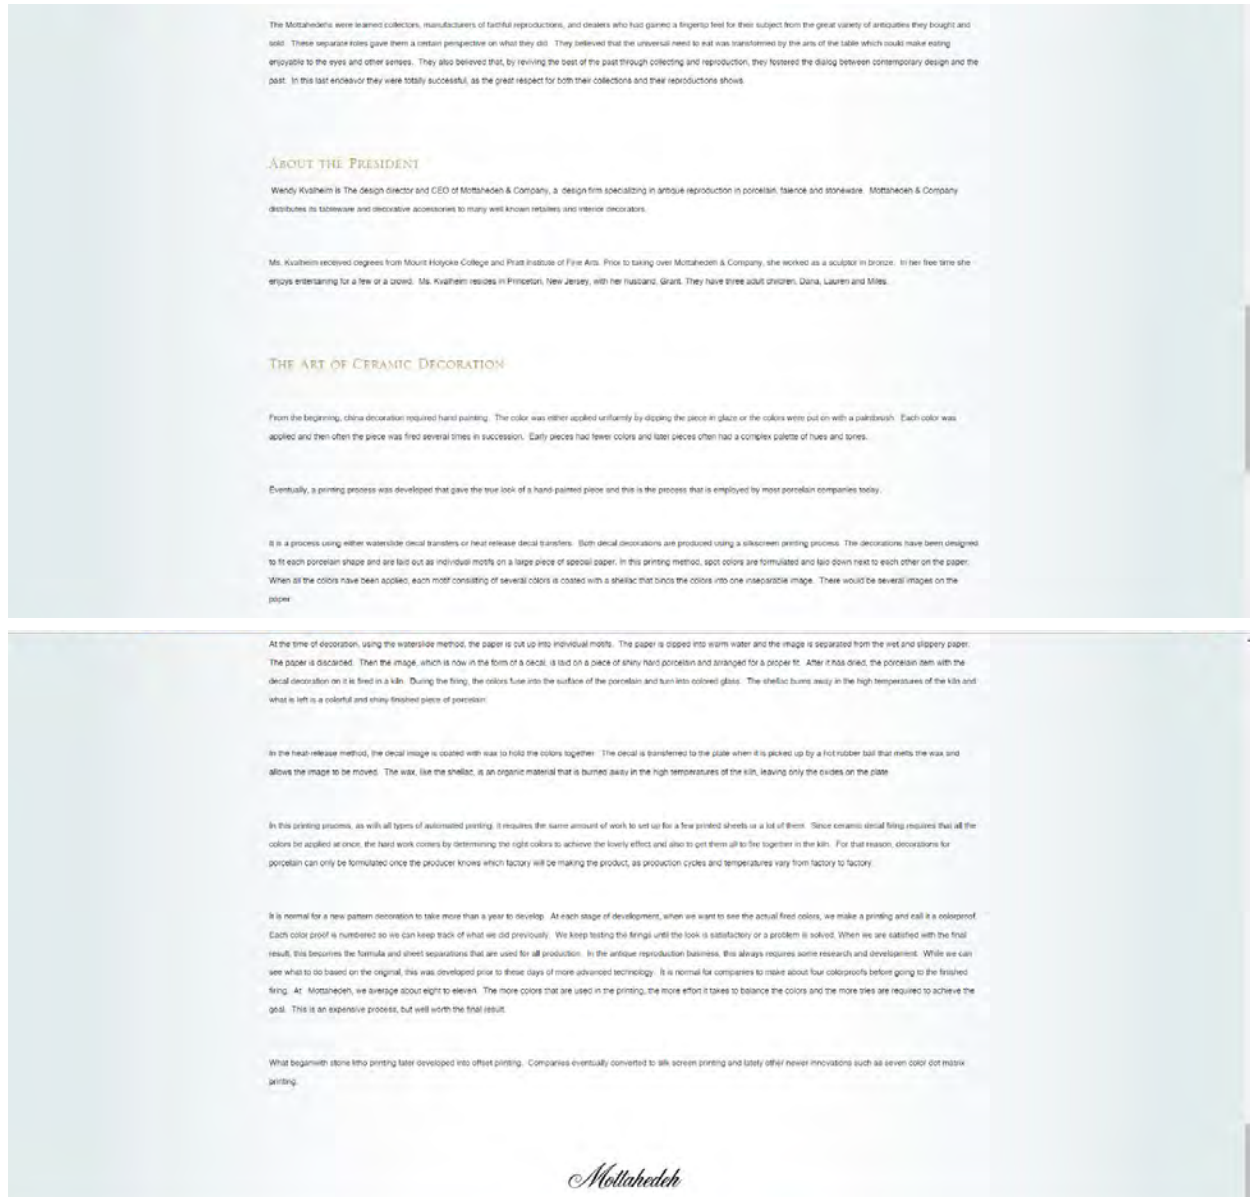 The Mottahedehs were learned collectors, manufacturers of faithful reproductions, and dealers who had gained a fingertip feel for their subject from the great variety of antiquities they bought and
sold. These separate roles gave them a certain perspective on what they did. They believed that the universal need to eat was transformed by the arts of the table which could make eating
enjoyable to the eyes and other senses. They also believed that, by reviving the best of the past through collecting and reproduction, they fostered the dialog between contemporary design and the
past. In this last endeavor they were totally successful, as the great respect for both their collections and their reproductions shows.
ABOUT THE PRESIDENT
Wendy Kvalheim is The design director and CEO of Mottahedeh & Company, a design firm specializing in antique reproduction in porcelain, faience and stoneware. Mottahedeh & Company
distributes its tableware and decorative accessories to many well known retailers and interior decorators.
Ms. Kvalheim received degrees from Mount Holyoke College and Pratt Institute of Fine Arts. Prior to taking over Mottahedeh & Company, she worked as a sculptor in bronze. In her free time she
enjoys entertaining for a few or a crowd. Ms. Kvalheim resides in Princeton, New Jersey, with her husband, Grant. They have three adult children, Dana, Lauren and Miles.
THE ART OF CERAMIC DECORATION
From the beginning, china decoration required hand painting. The color was either applied uniformly by dipping the piece in glaze or the colors were put on with a paintbrush. Each color was
applied and then often the piece was fired several times in succession. Early pieces had fewer colors and later pieces often had a complex palette of hues and tones.
Eventually, a printing process was developed that gave the true look of a hand-painted piece and this is the process that is employed by most porcelain companies today.
It is a process using either waterslide decal transfers or heat release decal transfers. Both decal decorations are produced using a silkscreen printing process. The decorations have been designed
to fit each porcelain shape and are laid out as individual motifs on a large piece of special paper. In this printing method, spot colors are formulated and laid down next to each other on the paper.
When all the colors have been applied, each motif consisting of several colors is coated with a shellac that binds the colors into one inseparable image. There would be several images on the
paper.
At the time of decoration, using the waterslide method, the paper is cut up into individual motifs. The paper is dipped into warm water and the image is separated from the wet and slippery paper.
The paper is discarded. Then the image, which is now in the form of a decal, is laid on a piece of shiny hard porcelain and arranged for a proper fit. After it has dried, the porcelain item with the
decal decoration on it is fired in a kiln. During the firing, the colors fuse into the surface of the porcelain and turn into colored glass. The shellac burns away in the high temperatures of the kiln and
what is left is a colorful and shiny finished piece of porcelain.
In the heat-release method, the decal image is coated with wax to hold the colors together. The decal is transferred to the plate when it is picked up by a hot rubber ball that melts the wax and
allows the image to be moved. The wax, like the shellac, is an organic material that is burned away in the high temperatures of the kiln, leaving only the oxides on the plate.
In this printing process, as with all types of automated printing, it requires the same amount of work to set up for a few printed sheets or a lot of them. Since ceramic decal firing requires that all the
colors be applied at once, the hard work comes by determining the right colors to achieve the lovely effect and also to get them all to fire together in the kiln. For that reason, decorations for
porcelain can only be formulated once the producer knows which factory will be making the product, as production cycles and temperatures vary from factory to factory.
It is normal for a new pattern decoration to take more than a year to develop. At each stage of development, when we want to see the actual fired colors, we make a printing and call it a colorproof.
Each color proof is numbered so we can keep track of what we did previously. We keep testing the firings until the look is satisfactory or a problem is solved. When we are satisfied with the final
result, this becomes the formula and sheet separations that are used for all production. In the antique reproduction business, this always requires some research and development. While we can
see what to do based on the original, this was developed prior to these days of more advanced technology. It is normal for companies to make about four colorproofs before going to the finished
firing. At Mottahedeh, we average about eight to eleven. The more colors that are used in the printing, the more effort it takes to balance the colors and the more tries are required to achieve the
goal. This is an expensive process, but well worth the final result.
What beganwith stone litho printing later developed into offset printing. Companies eventually converted to silk screen printing and lately other newer innovations such as seven color dot matrix
printing.
Mottahedeh